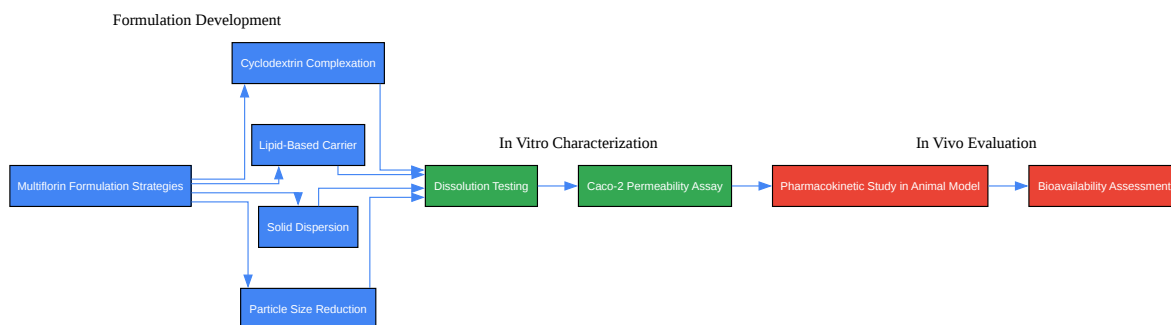 Formulation Development
Cyclodextrin Complexation
Lipid-Based Carrier
In Vitro Characterization
In Vivo Evaluation
Multiflorin Formulation Strategies
Dissolution Testing
Caco-2 Permeability Assay
Pharmacokinetic Study in Animal Model
Bioavailability Assessment
Solid Dispersion
Particle Size Reduction